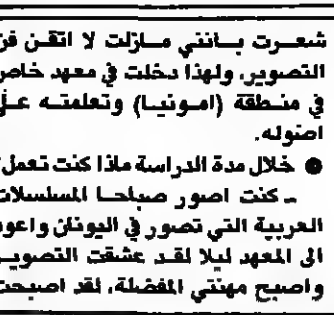 شعرت بانني مازلت لا اتقن فن
التصوير، ولهذا دخلت في معهد خاص
في منطقة (امونيا) وتعلمته على
اصوله.
● خلال مدة الدراسة ماذا كنت تعمل؟
- كنت اصور صباحا المسلسلات
العربية التي تصور في اليونان واعود
الى المعهد ليلا لقد عشقت التصوير
واصبح مهنتي المفضلة، لقد اصبحت